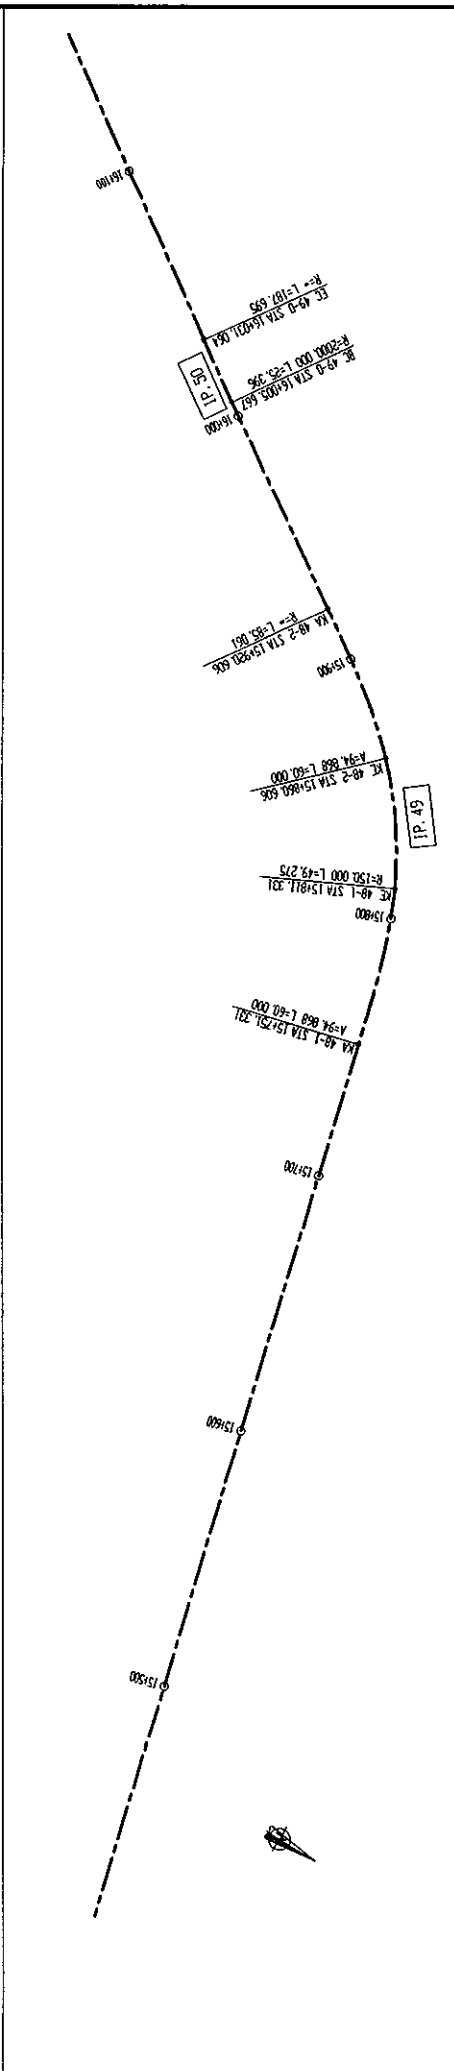 16+100
EC 49-0 STA 16+031. 064
R=∞ L=187. 695
BC 49-0 STA 16+005. 667
R=2000. 000 L=25. 396
IP. 50
16+000
KA 48-2 STA 15+920. 606
R=∞ L=85. 061
15+900
KE 48-2 STA 15+860. 606
A=94. 868 L=60. 000
IP. 49
KE 48-1 STA 15+811. 331
R=150. 000 L=49. 275
15+800
KA 48-1 STA 15+751. 331
A=94. 868 L=60. 000
15+700
15+600
15+500